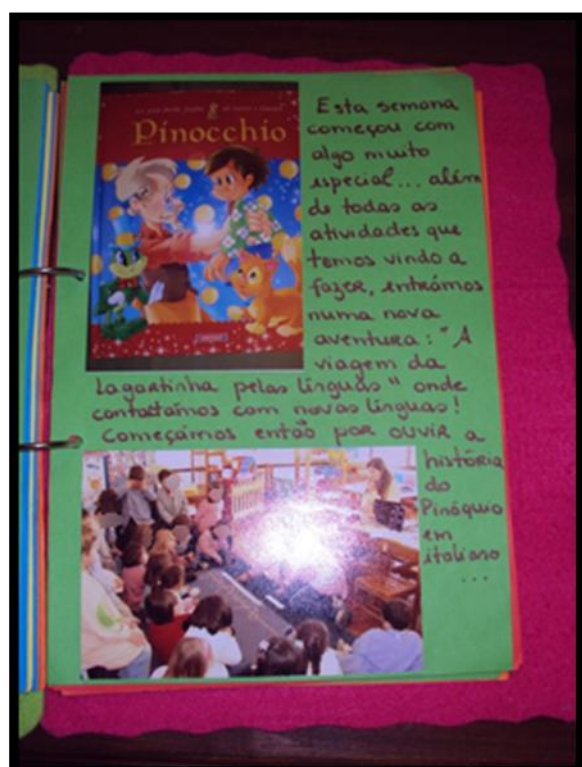 Pinocchio
Esta semana
começou com
algo muito
especial... além
de todas as
atividades que
temos vindo a
fazer, entrámos
numa nova
aventura: "A
viagem da
Lagartinha pelas línguas" onde
contactámos com novas línguas!
Começámos então por ouvir a
história
do
Pinóquio
em
italiano
...